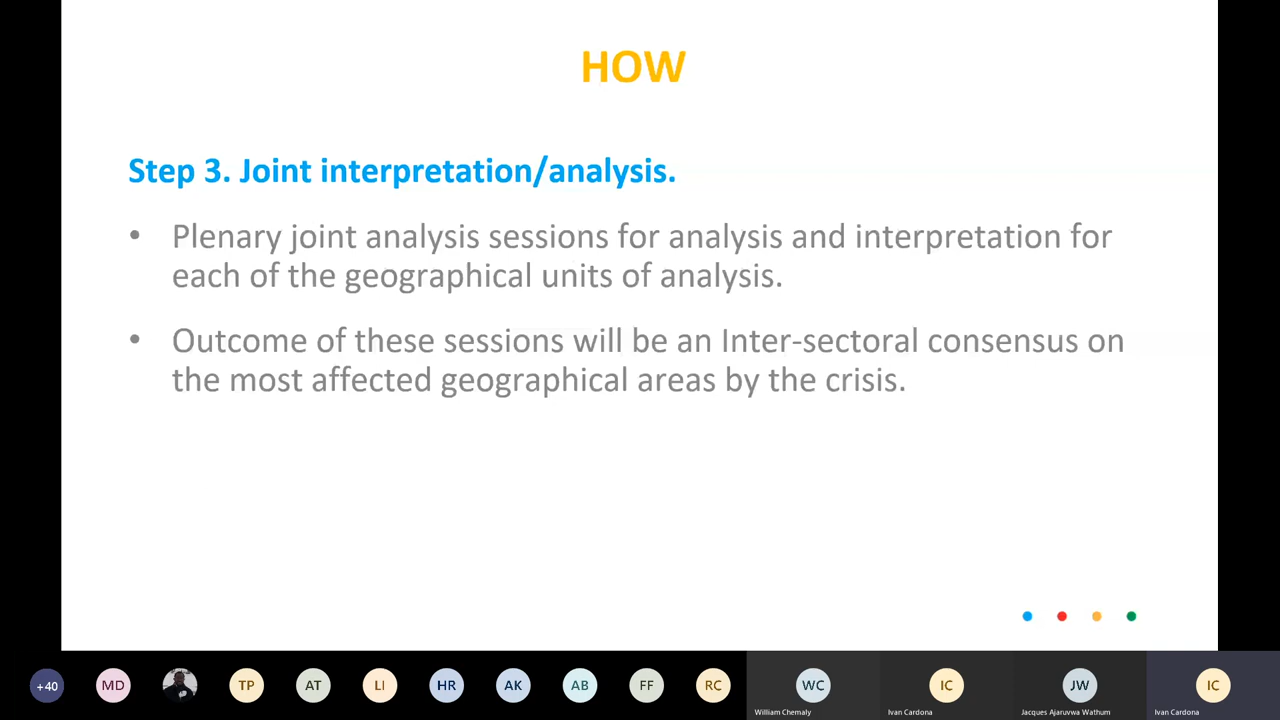 HOW
Step 3. Joint interpretation/analysis.
• Plenary joint analysis sessions for analysis and interpretation for
each of the geographical units of analysis.
• Outcome of these sessions will be an Inter-sectoral consensus on
the most affected geographical areas by the crisis.
+40 MD TP AT LI HR AK AB FF RC WC IC JW IC
William Chemaly Ivan Cardona Jacques Ajaruvwa Wathum Ivan Cardona